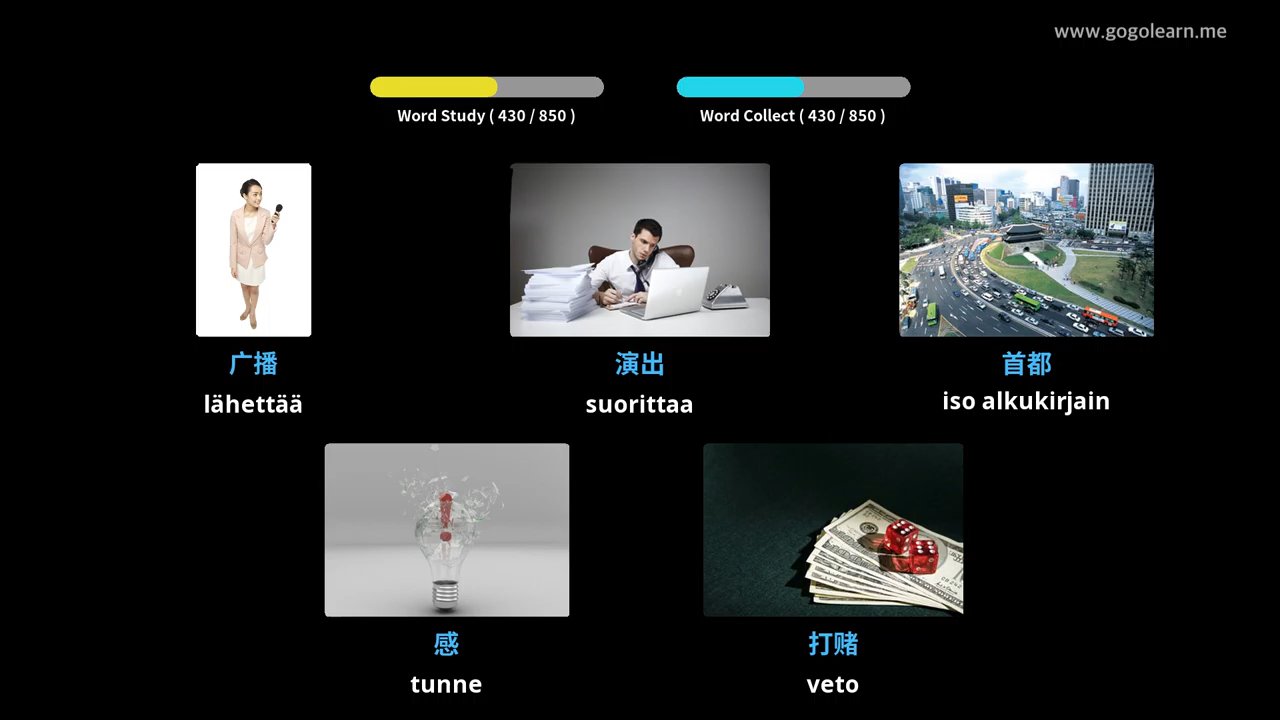 www.gogolearn.me
Word Study ( 430 / 850 )
Word Collect ( 430 / 850 )
广播
lähettää
演出
suorittaa
首都
iso alkukirjain
感
tunne
打赌
veto